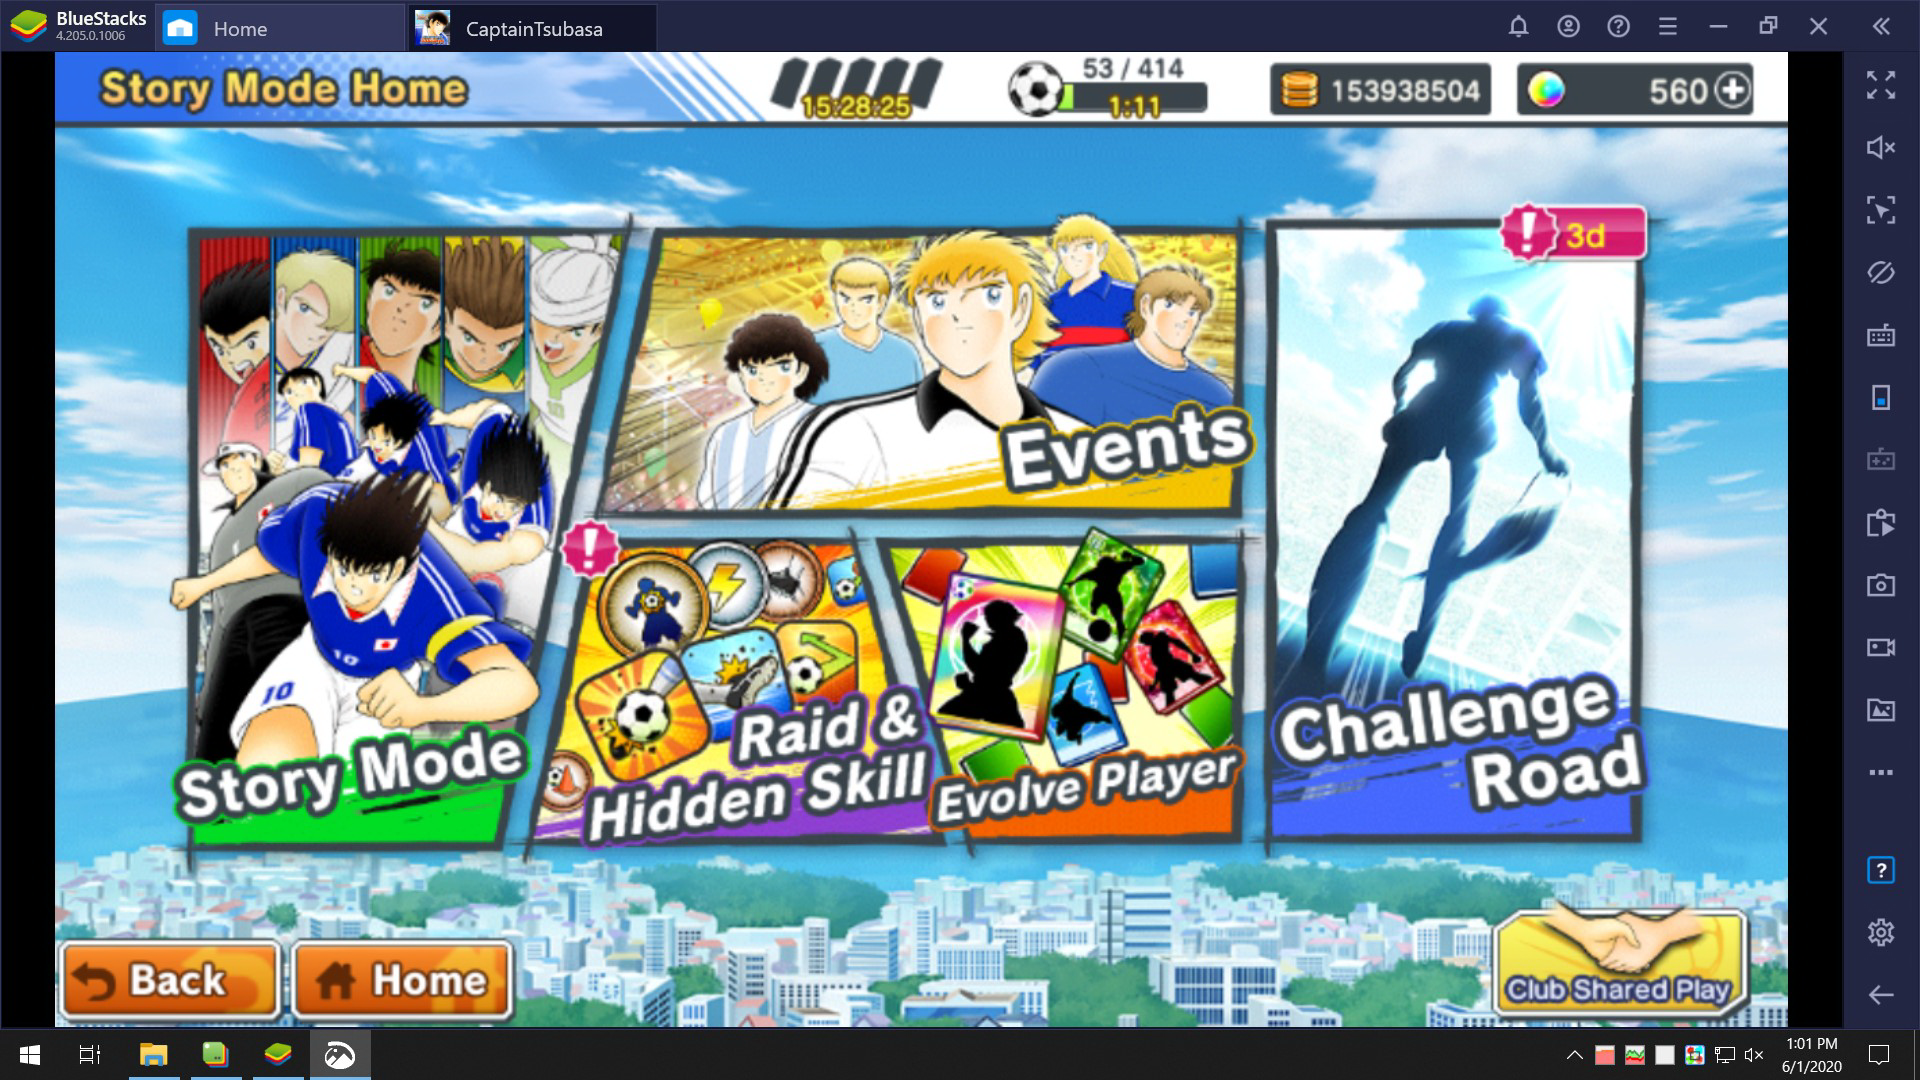 BlueStacks
4.205.0.1006
Home
CaptainTsubasa
Story Mode Home
15:28:25
53 / 414
1:11
153938504
560
3d
Events
Story Mode
10
10
Raid &
Hidden Skill
Evolve Player
Challenge
Road
Back
Home
Club Shared Play
1:01 PM
6/1/2020